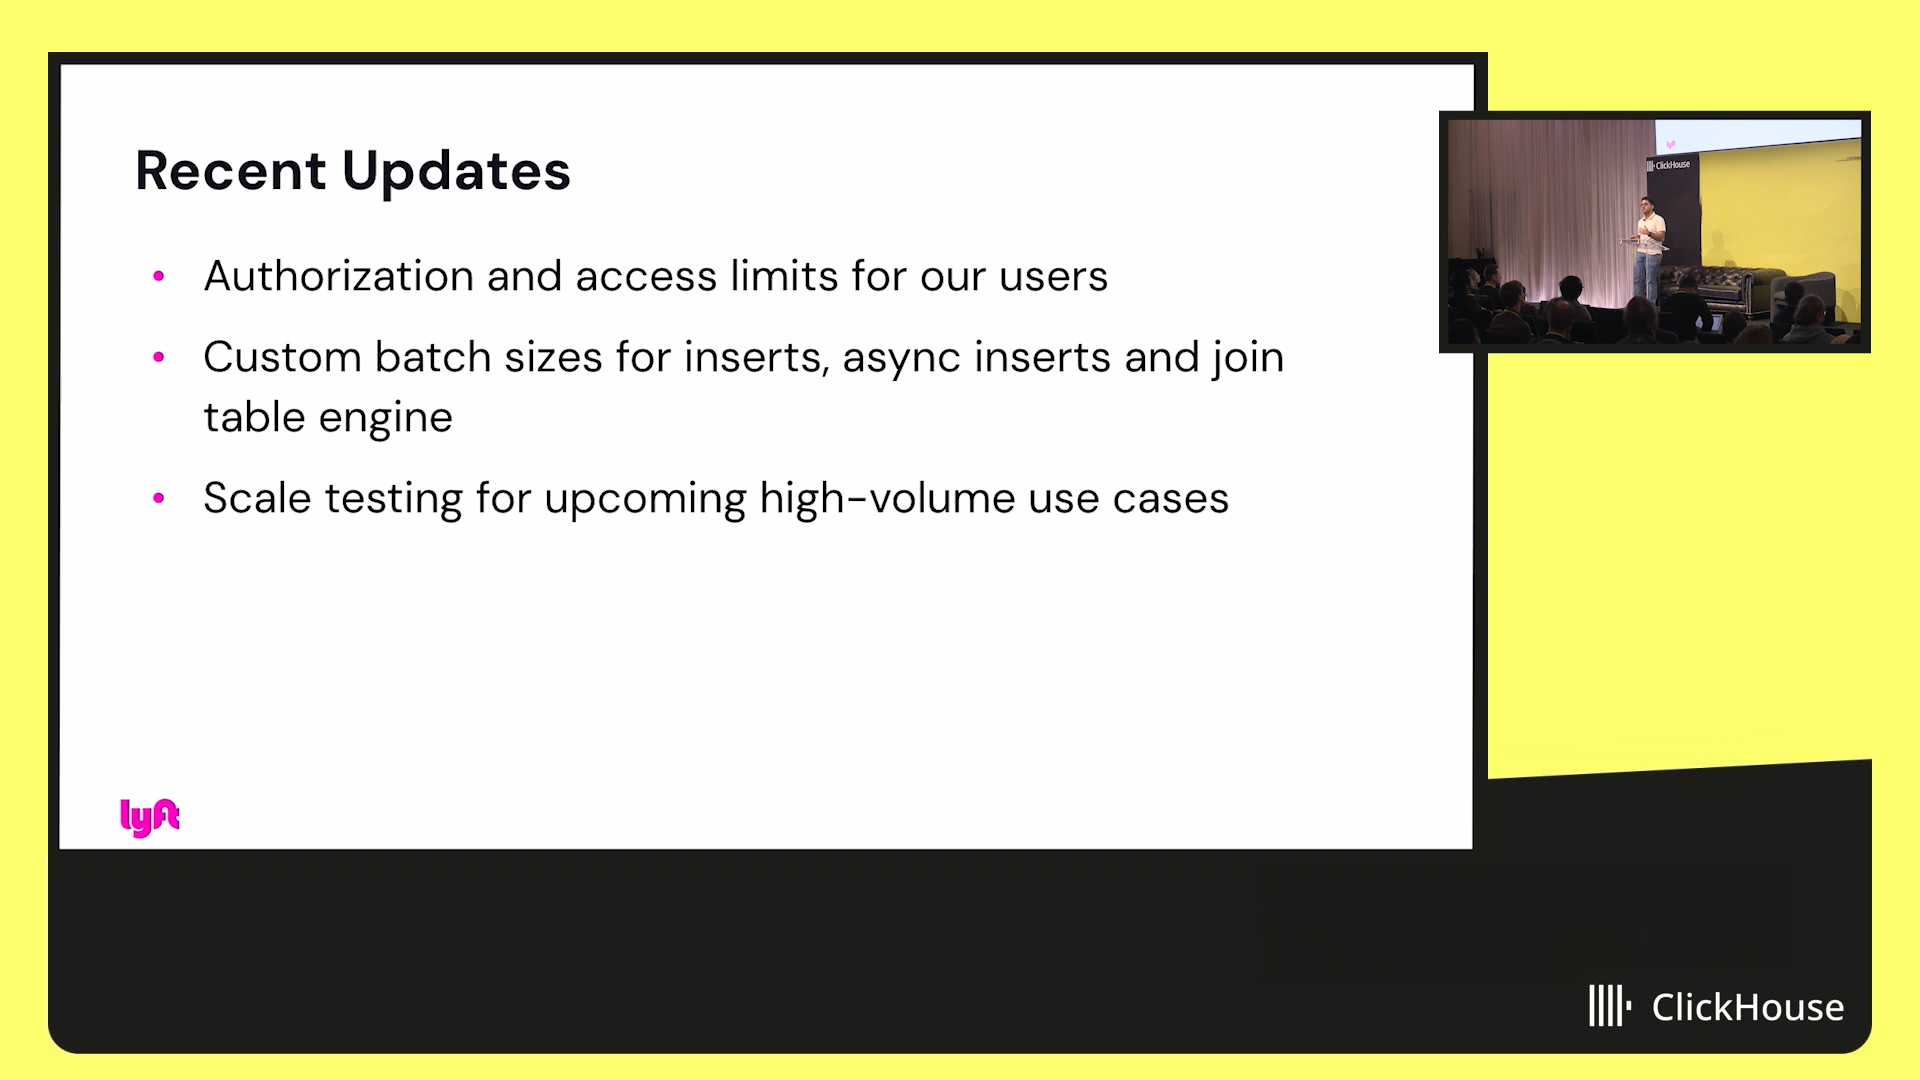 Recent Updates
• Authorization and access limits for our users
• Custom batch sizes for inserts, async inserts and join
table engine
• Scale testing for upcoming high-volume use cases
lyft
ClickHouse
ClickHouse